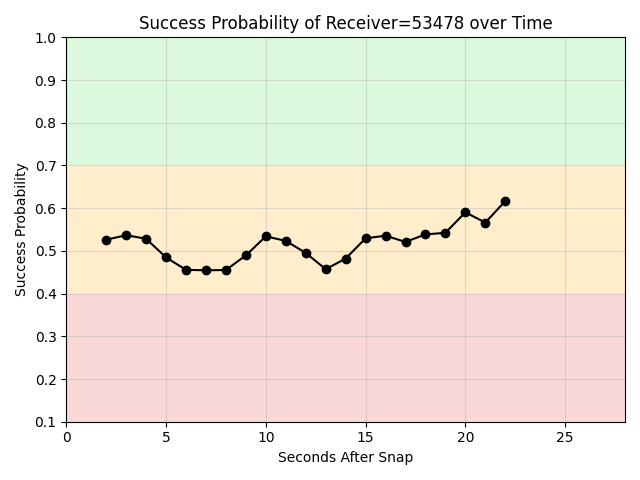 Success Probability of Receiver=53478 over Time
1.0
0.9
0.8
0.7
0.6
0.5
0.4
0.3
0.2
0.1
Success Probability
0 5 10 15 20 25
Seconds After Snap